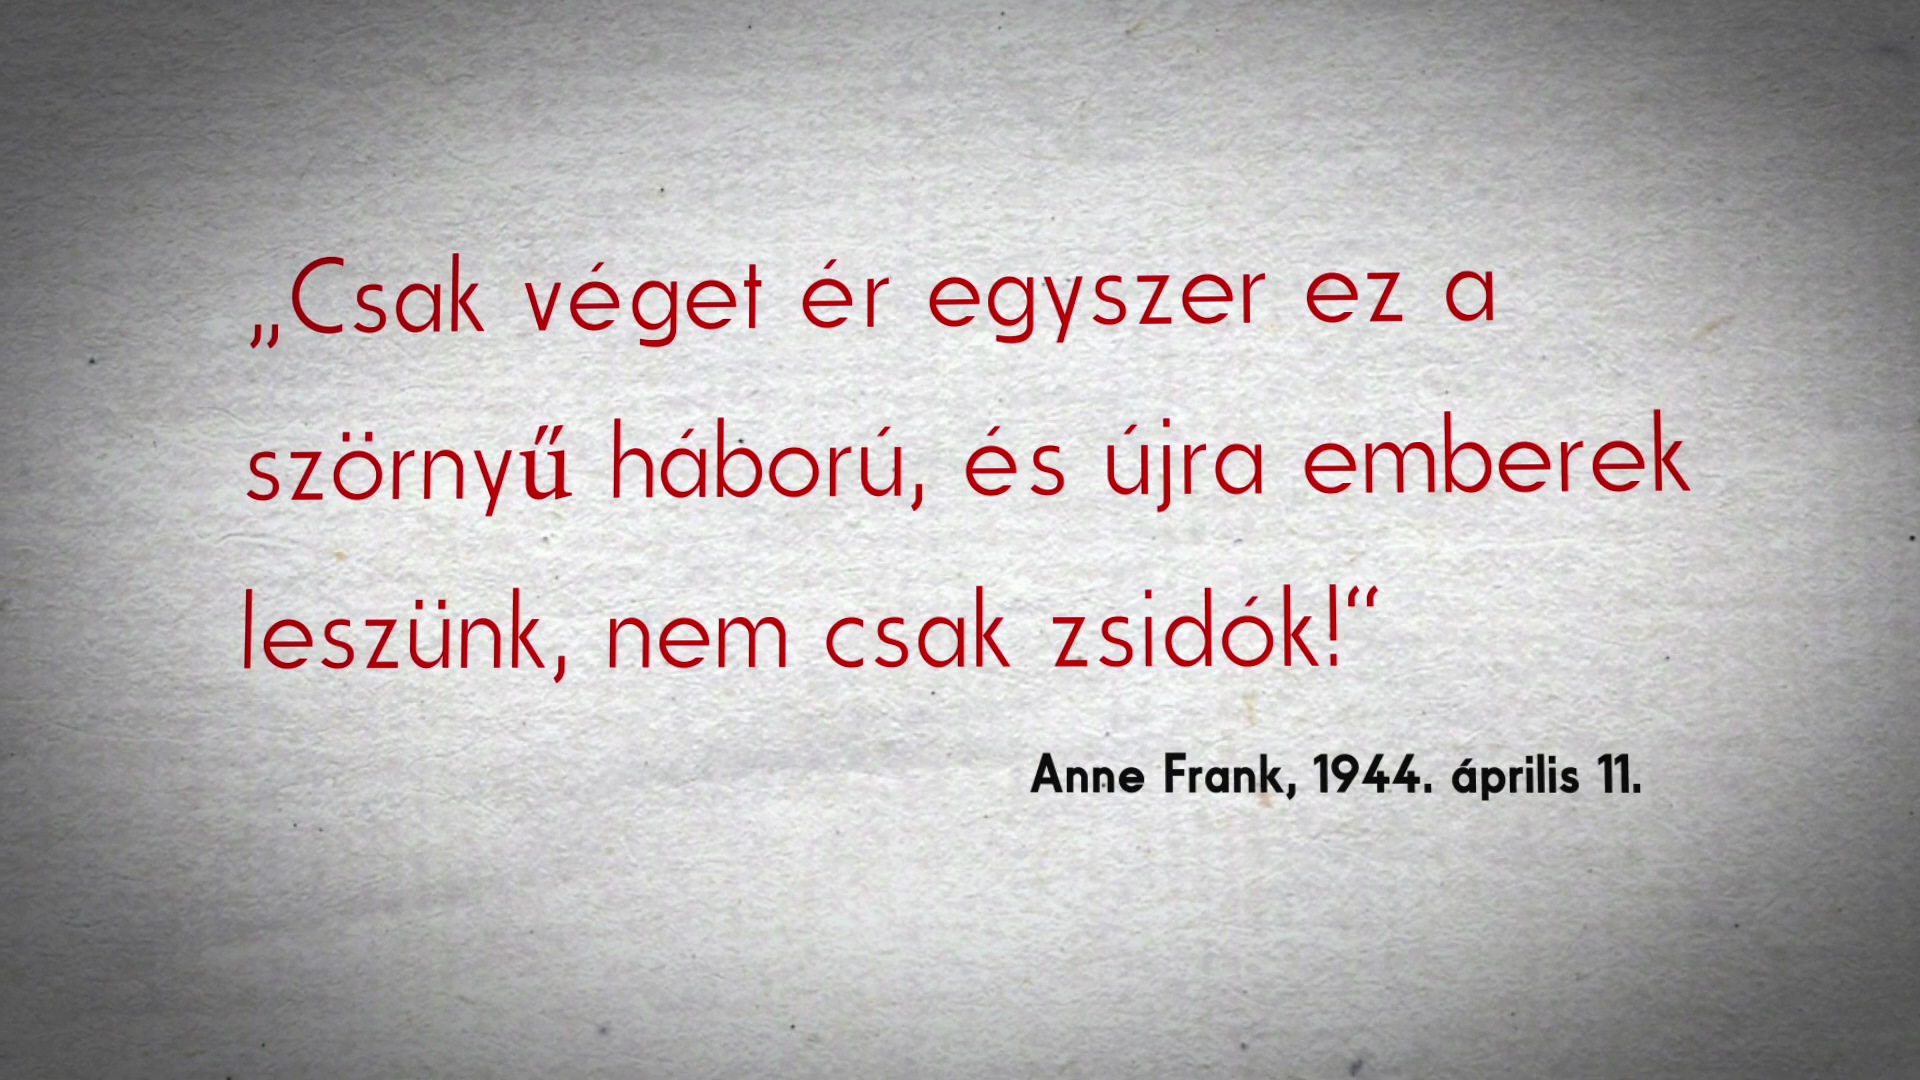 „Csak véget ér egyszer ez a
szörnyű háború, és újra emberek
leszünk, nem csak zsidók!“
Anne Frank, 1944. április 11.